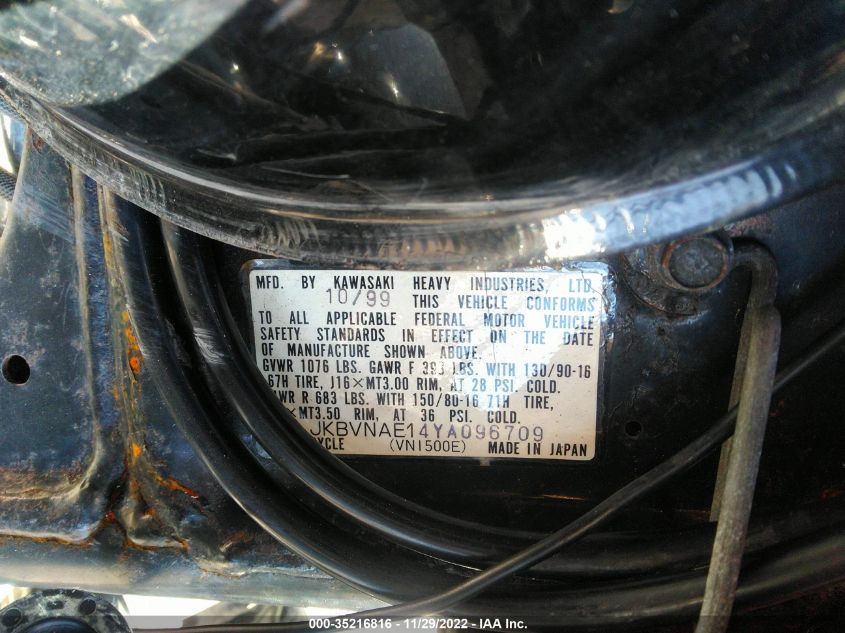 MFD. BY KAWASAKI HEAVY INDUSTRIES, LTD.
10/99 THIS VEHICLE CONFORMS
TO ALL APPLICABLE FEDERAL MOTOR VEHICLE
SAFETY STANDARDS IN EFFECT ON THE DATE
OF MANUFACTURE SHOWN ABOVE.
GVWR 1076 LBS. GAWR F 393 LBS. WITH 130/90-16
67H TIRE, J16×MT3.00 RIM, AT 28 PSI. COLD.
R 683 LBS. WITH 150/80-16 71H TIRE,
×MT3.50 RIM, AT 36 PSI. COLD.
JKBVNAE14YA096709
(VN1500E) MADE IN JAPAN
000-35216816 - 11/29/2022 - IAA Inc.